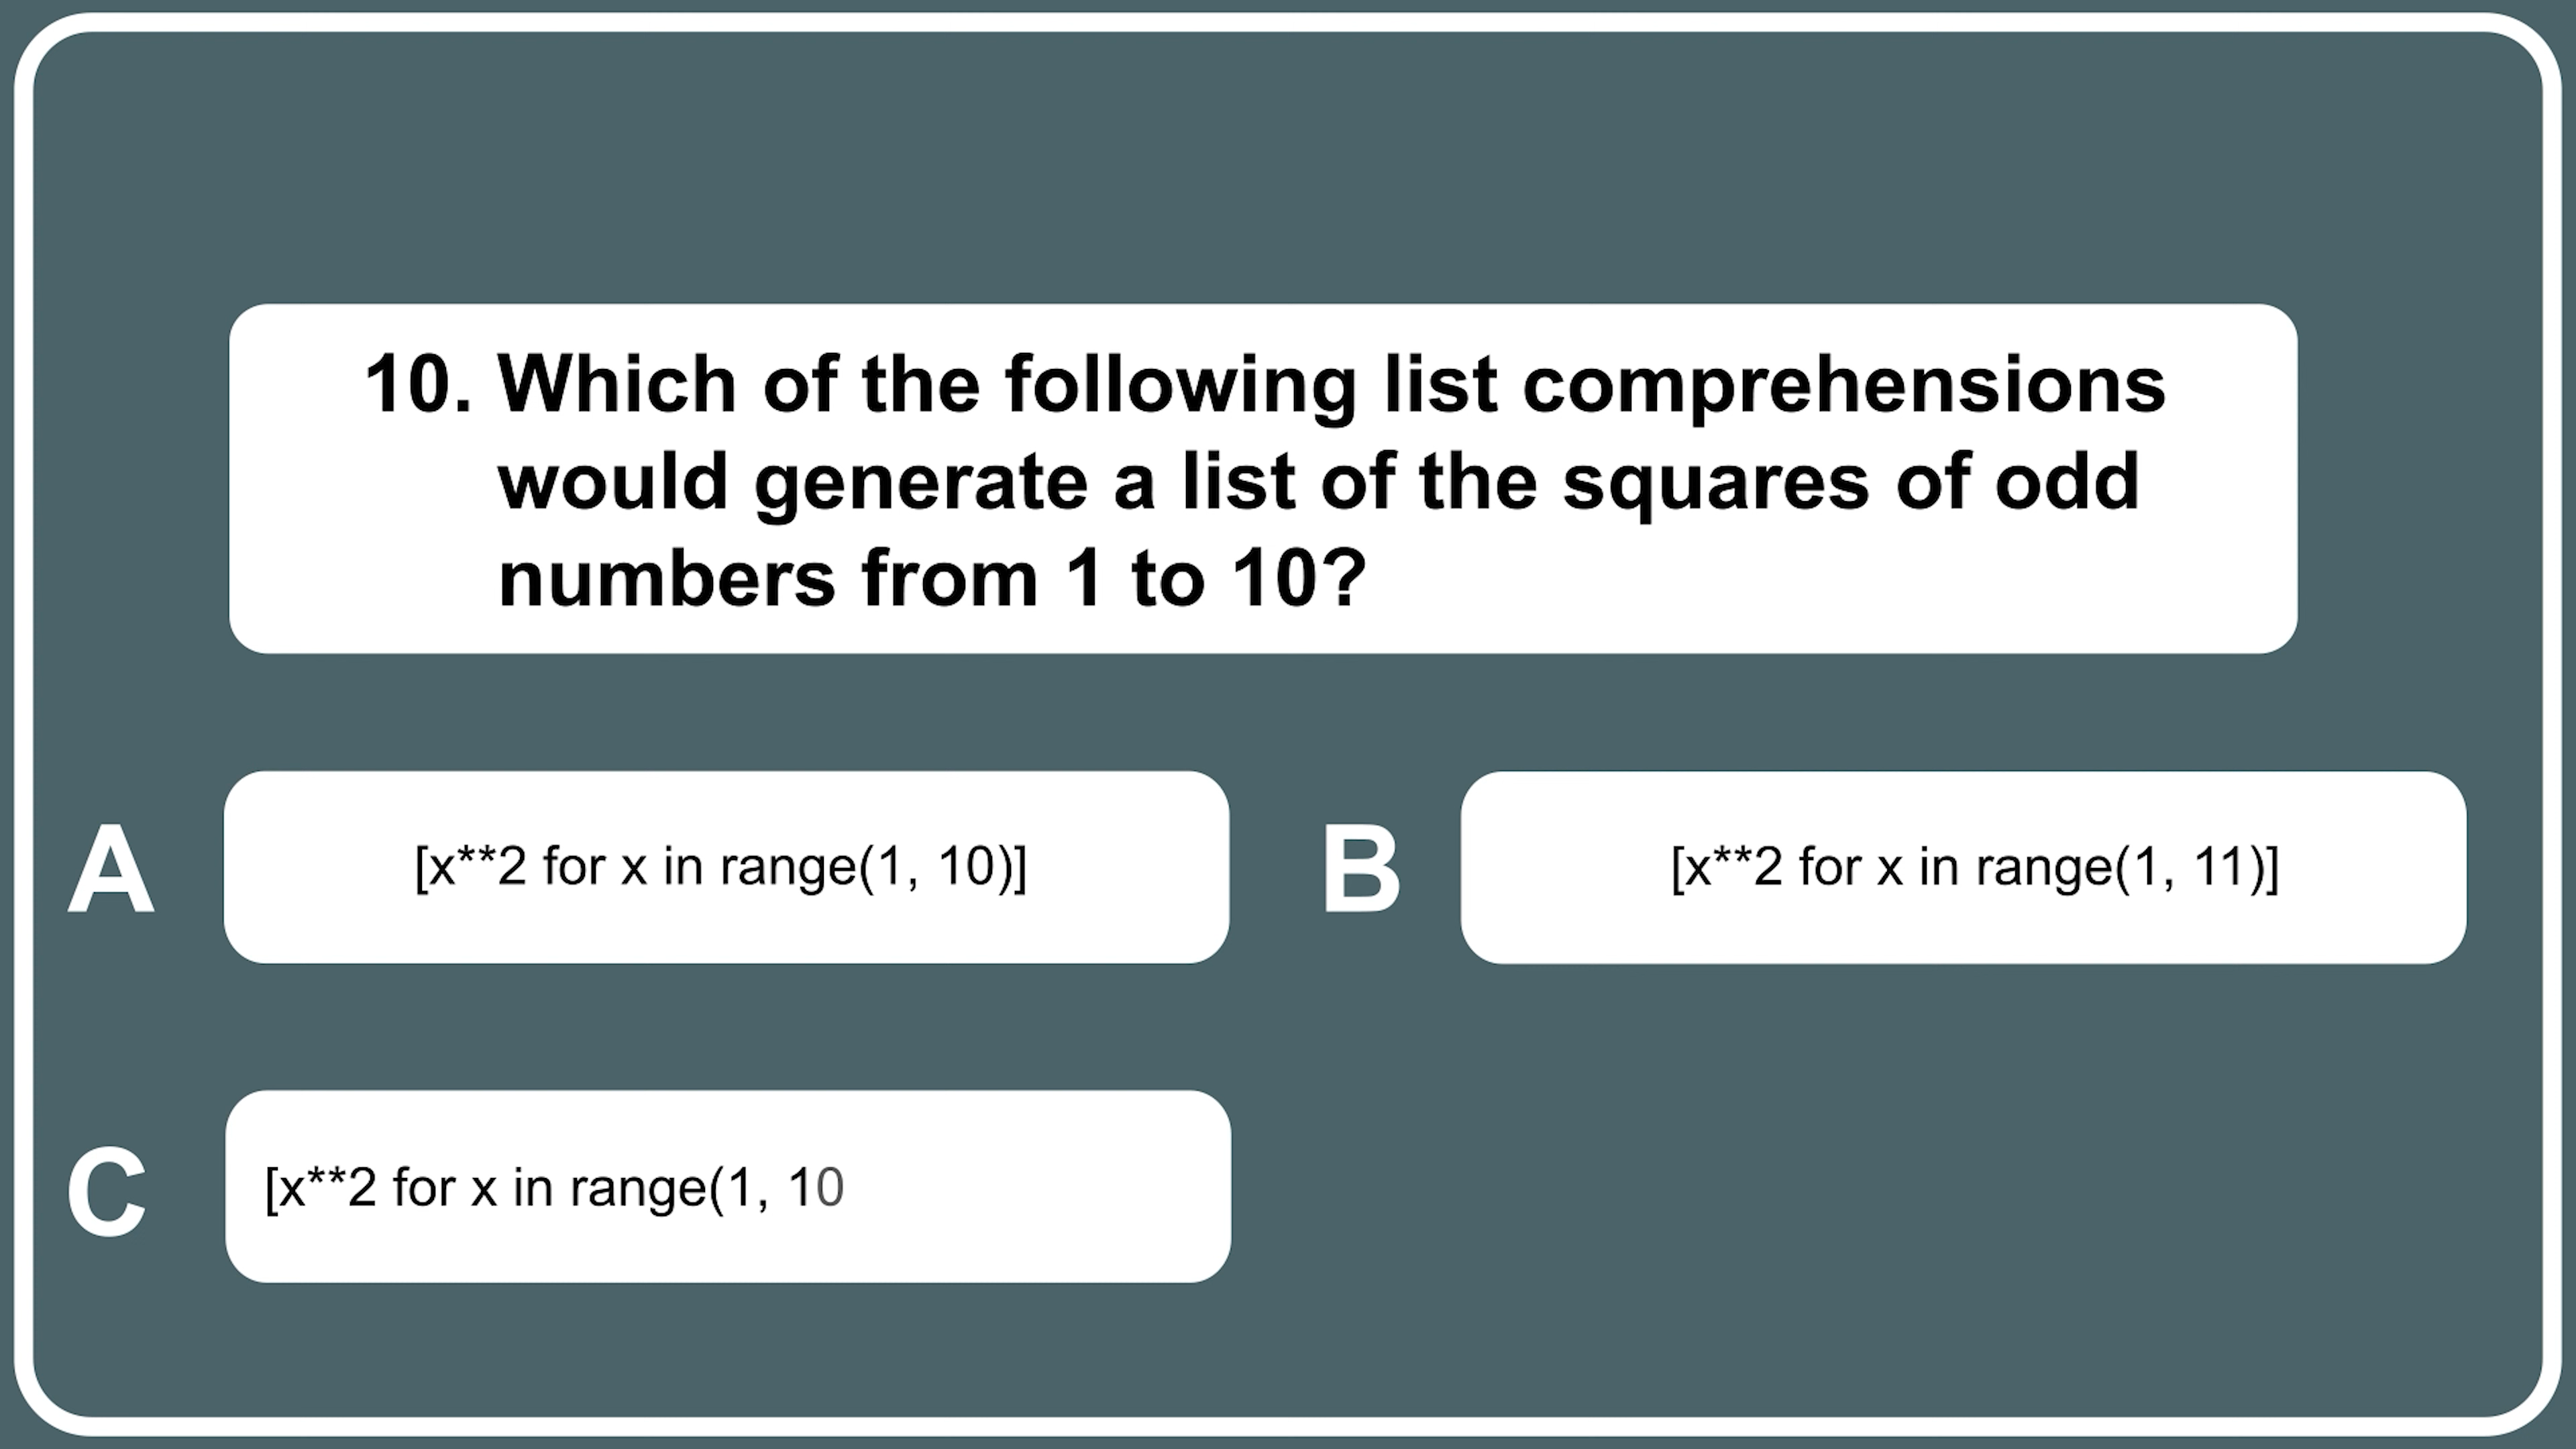 10. Which of the following list comprehensions
would generate a list of the squares of odd
numbers from 1 to 10?
A
[x**2 for x in range(1, 10)]
B
[x**2 for x in range(1, 11)]
C
[x**2 for x in range(1, 10